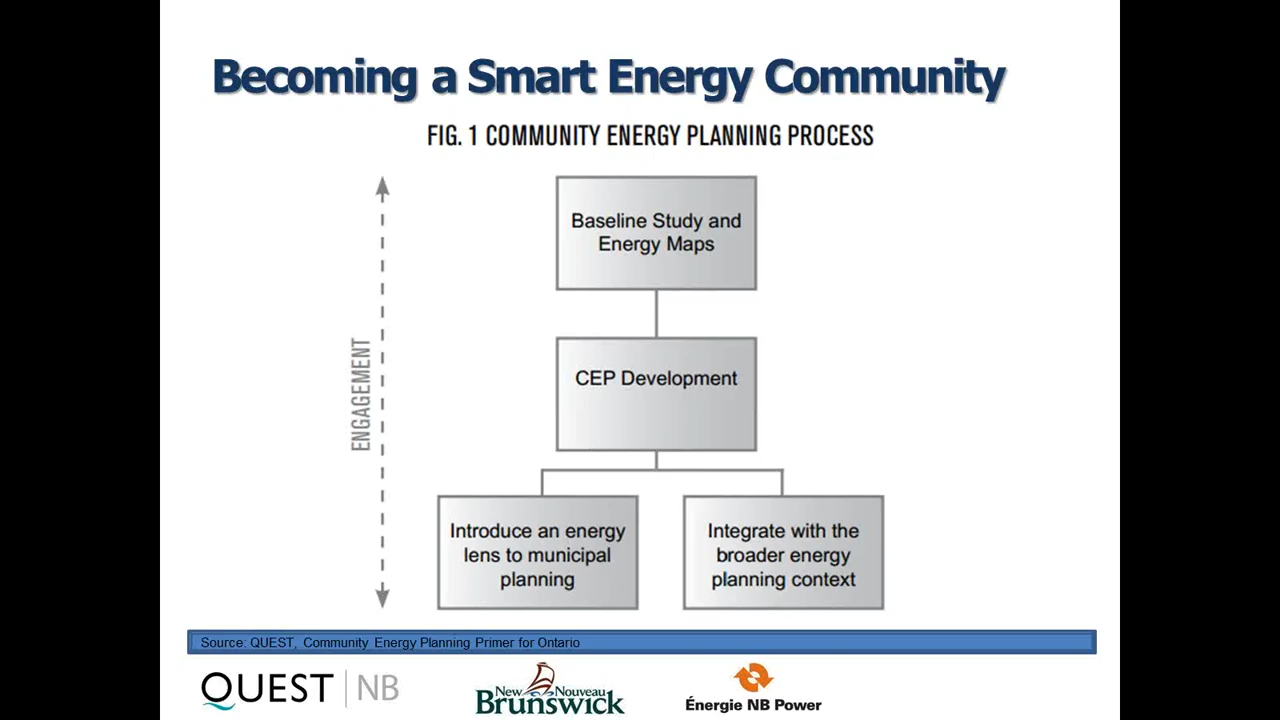 Becoming a Smart Energy Community
FIG. 1 COMMUNITY ENERGY PLANNING PROCESS
Baseline Study and
Energy Maps
CEP Development
ENGAGEMENT
Introduce an energy
lens to municipal
planning
Integrate with the
broader energy
planning context
Source: QUEST, Community Energy Planning Primer for Ontario
QUEST | NB
New Nouveau
Brunswick
Énergie NB Power